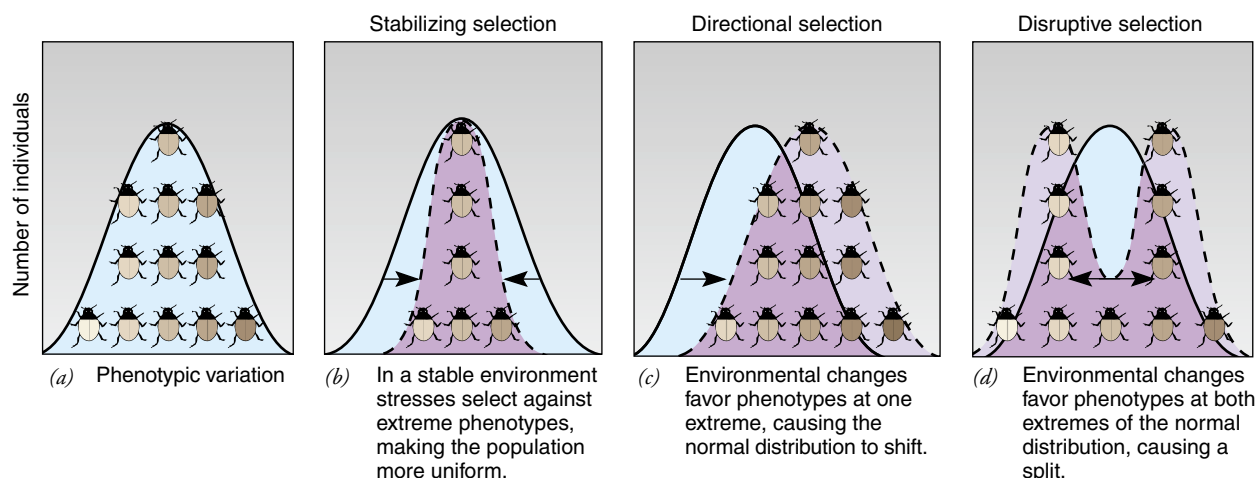 Stabilizing selection
Directional selection
Disruptive selection
Number of individuals
(a) Phenotypic variation
(b) In a stable environment
stresses select against
extreme phenotypes,
making the population
more uniform.
(c) Environmental changes
favor phenotypes at one
extreme, causing the
normal distribution to shift.
(d) Environmental changes
favor phenotypes at both
extremes of the normal
distribution, causing a
split.